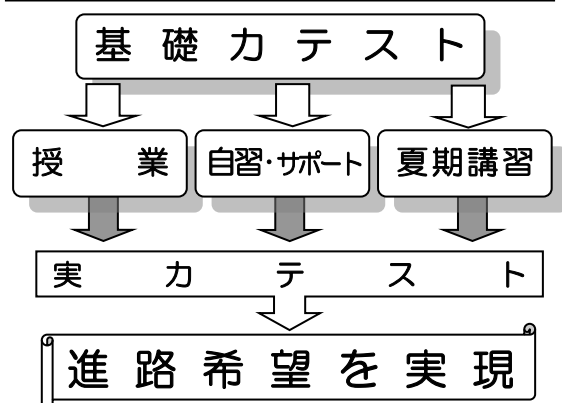 基礎力テスト
授業 自習・サポート 夏期講習
実力テスト
進路希望を実現